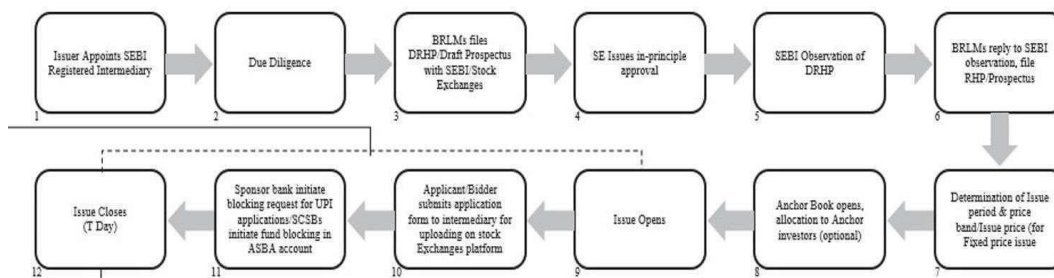 Issuer Appoints SEBI
Registered Intermediary
1
Due Diligence
2
BRLMs files
DRHP/Draft Prospectus
with SEBI/Stock
Exchanges
3
SE Issues in-principle
approval
4
SEBI Observation of
DRHP
5
BRLMs reply to SEBI
observation, file
RHP/Prospectus
6
Determination of Issue
period & price
band/Issue price (for
Fixed price issue
7
Anchor Book opens,
allocation to Anchor
investors (optional)
8
Issue Opens
9
Applicant/Bidder
submits application
form to intermediary for
uploading on stock
Exchanges platform
10
Sponsor bank initiate
blocking request for UPI
applications/SCSBs
initiate fund blocking in
ASBA account
11
Issue Closes
(T Day)
12